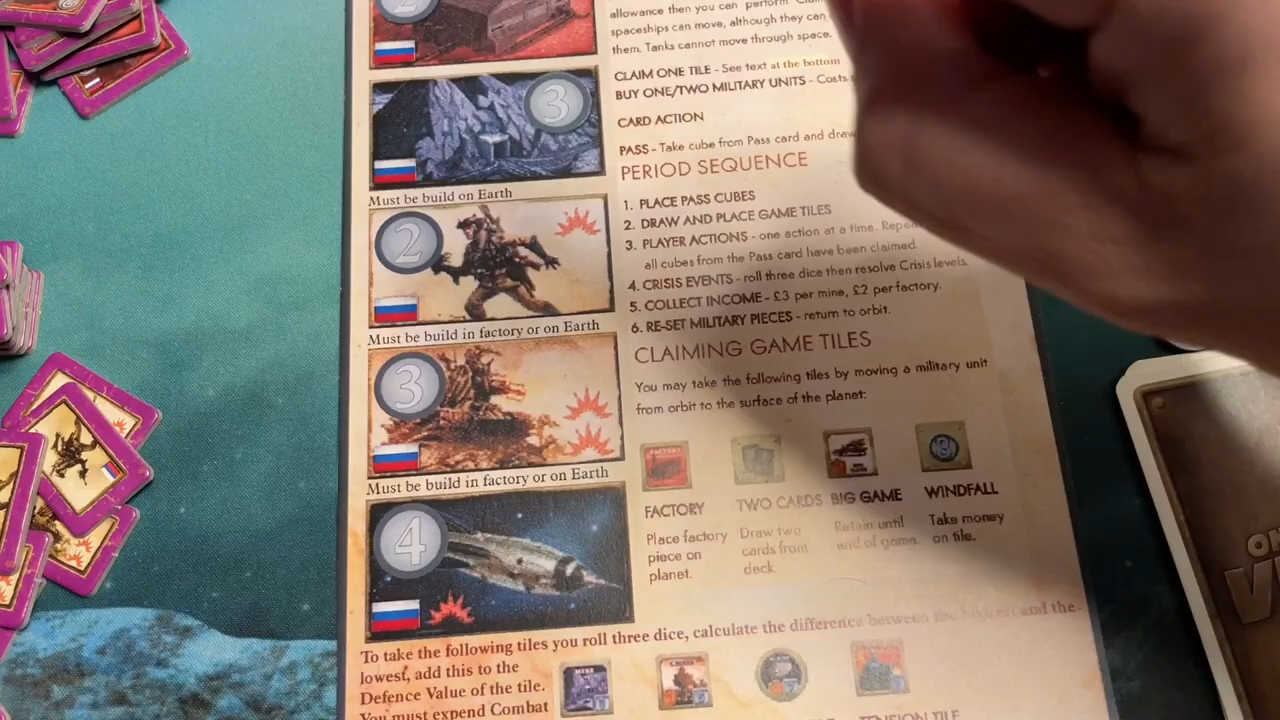 2
3
Must be build on Earth
2
Must be build in factory or on Earth
3
Must be build in factory or on Earth
4
allowance then you can perform
spaceships can move, although they can
them. Tanks cannot move through space.
CLAIM ONE TILE - See text at the bottom
BUY ONE/TWO MILITARY UNITS - Costs
CARD ACTION
PASS - Take cube from Pass card and draw
PERIOD SEQUENCE
1. PLACE PASS CUBES
2. DRAW AND PLACE GAME TILES
3. PLAYER ACTIONS - one action at a time.
all cubes from the Pass card have been claimed.
4. CRISIS EVENTS - roll three dice then resolve Crisis levels.
5. COLLECT INCOME - £3 per mine, £2 per factory.
6. RE-SET MILITARY PIECES - return to orbit.
CLAIMING GAME TILES
You may take the following tiles by moving a military unit
from orbit to the surface of the planet:
FACTORY
3
FACTORY
Place factory
piece on
planet.
TWO CARDS
Draw two
cards from
deck.
BIG GAME
Retain until
end of game.
WINDFALL
Take money
on tile.
To take the following tiles you roll three dice, calculate the difference between the highest and the
lowest, add this to the
Defence Value of the tile.
You must expend Combat
MINE
CRISIS
TENSION TILE